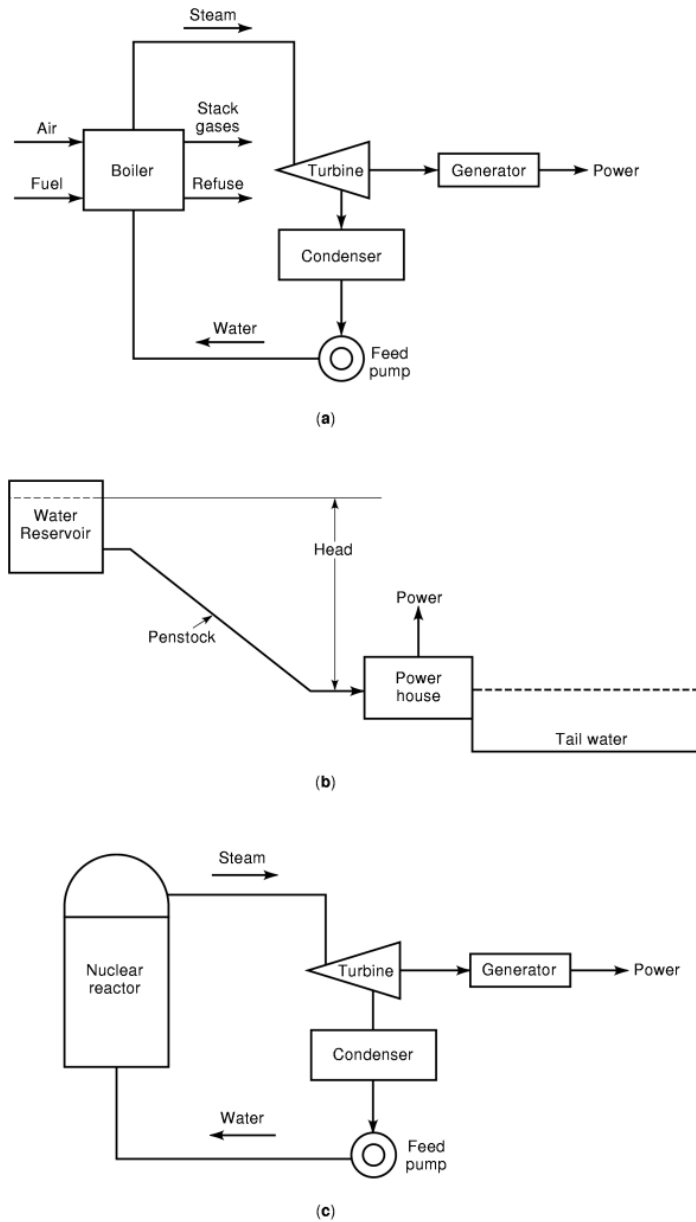 Steam
Air
Stack
gases
Boiler
Turbine
Generator
Power
Fuel
Refuse
Condenser
Water
Feed
pump
(a)
Water
Reservoir
Head
Penstock
Power
Power
house
Tail water
(b)
Steam
Nuclear
reactor
Turbine
Generator
Power
Condenser
Water
Feed
pump
(c)